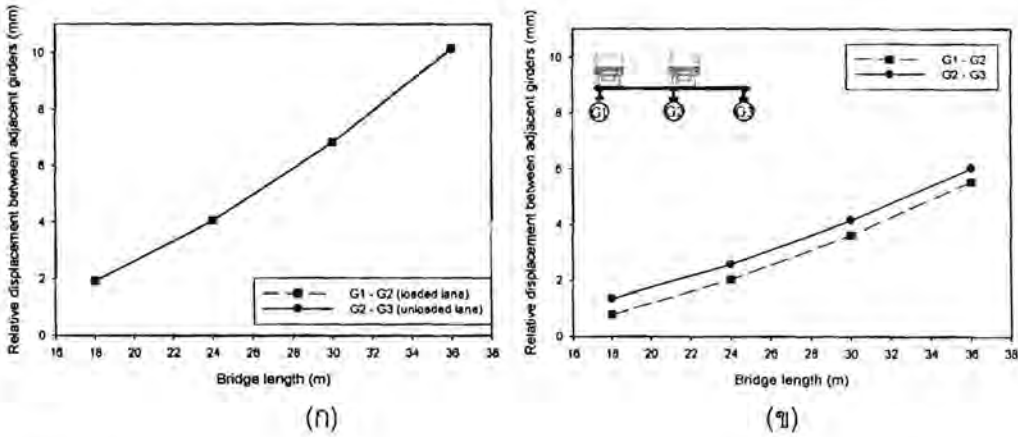 Relative displacement between adjacent girders (mm)
10
8
6
4
2
0
G1 - G2 (loaded lane)
G2 - G3 (unloaded lane)
16 18 20 22 24 26 28 30 32 34 36 38
Bridge length (m)
(ก)
Relative displacement between adjacent girders (mm)
10
8
6
4
2
0
G1 - G2
G2 - G3
16 18 20 22 24 26 28 30 32 34 36 38
Bridge length (m)
(ข)